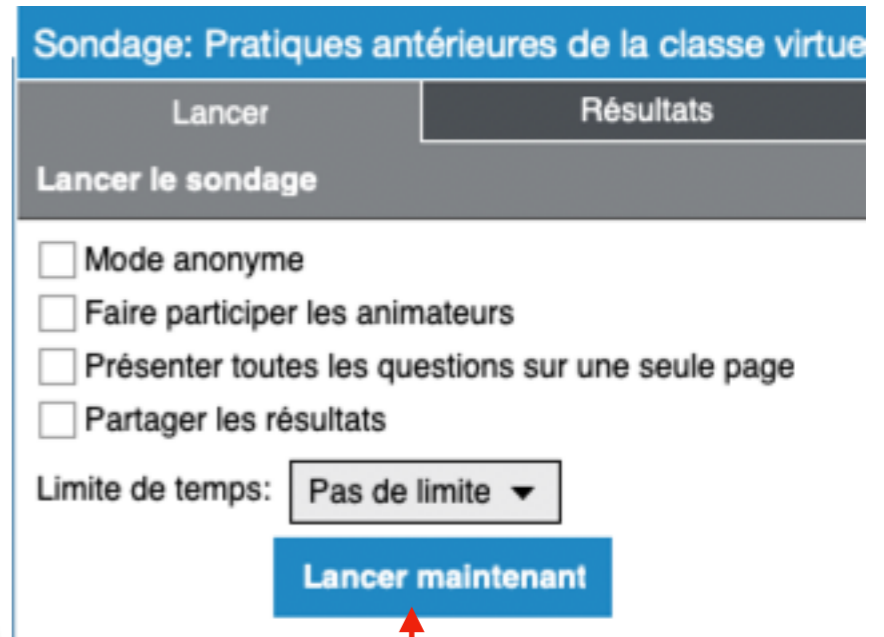 Sondage: Pratiques antérieures de la classe virtue
Lancer
Résultats
Lancer le sondage
Mode anonyme
Faire participer les animateurs
Présenter toutes les questions sur une seule page
Partager les résultats
Limite de temps: Pas de limite
Lancer maintenant